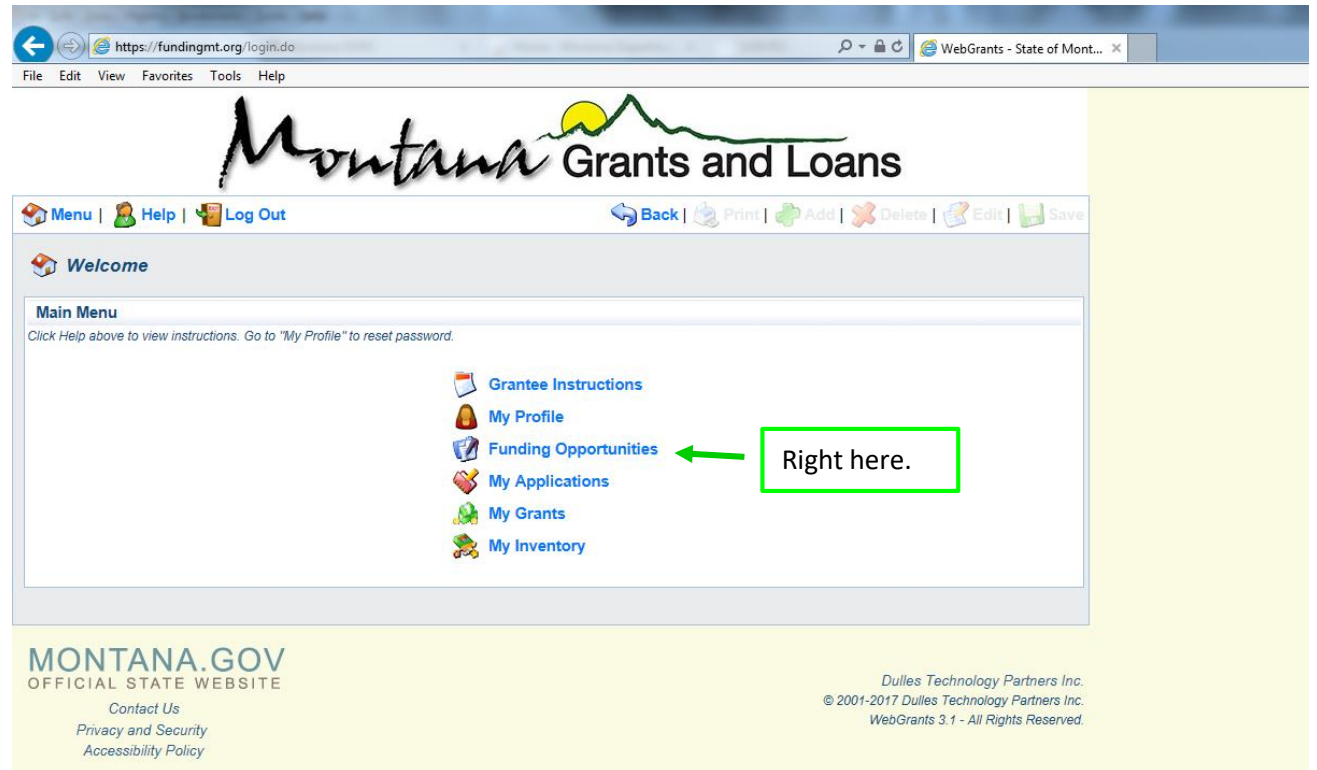 https://fundingmt.org/login.do
WebGrants - State of Mont...
File Edit View Favorites Tools Help
Montana Grants and Loans
Menu | Help | Log Out
Back | Print | Add | Delete | Edit | Save
Welcome
Main Menu
Click Help above to view instructions. Go to "My Profile" to reset password.
Grantee Instructions
My Profile
Funding Opportunities
Right here.
My Applications
My Grants
My Inventory
MONTANA.GOV
OFFICIAL STATE WEBSITE
Contact Us
Privacy and Security
Accessibility Policy
Dulles Technology Partners Inc.
© 2001-2017 Dulles Technology Partners Inc.
WebGrants 3.1 - All Rights Reserved.